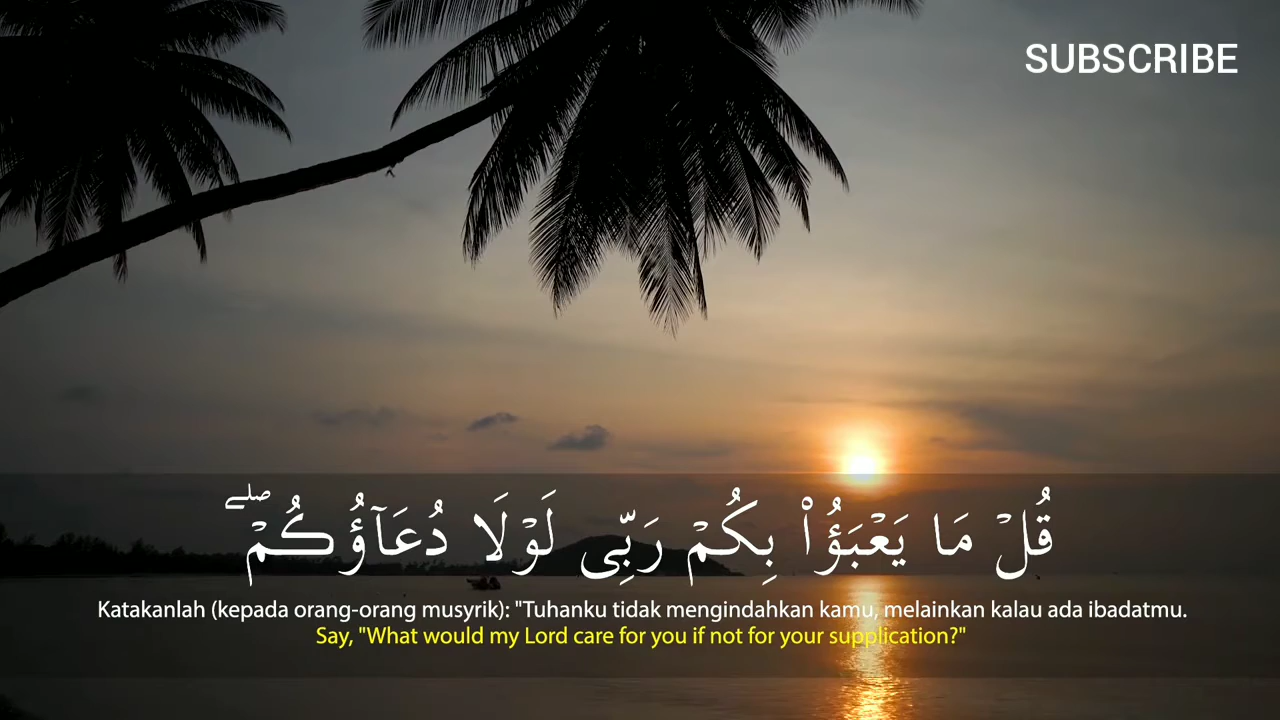 SUBSCRIBE
قُلْ مَا يَعْبَؤُا۟ بِكُمْ رَبِّى لَوْلَا دُعَآؤُكُمْ ۖ
Katakanlah (kepada orang-orang musyrik): "Tuhanku tidak mengindahkan kamu, melainkan kalau ada ibadatmu.
Say, "What would my Lord care for you if not for your supplication?"